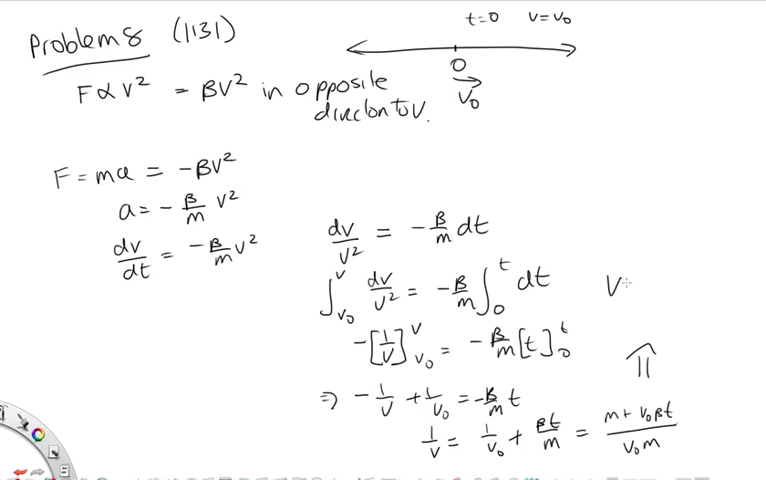 Problem 8 (1131)
t=0 v=v₀
0
v₀
F∝v² = βv² in opposite
direction to v.
F = ma = -βv²
a = -β/m v²
dv/dt = -β/m v²
dv/v² = -β/m dt
∫_{v₀}^{v} dv/v² = -β/m ∫_{0}^{t} dt
v
-[1/v]_{v₀}^{v} = -β/m [t]_{0}^{t}
⇒ -1/v + 1/v₀ = -β/m t
1/v = 1/v₀ + βt/m = (m + v₀βt)/(v₀m)